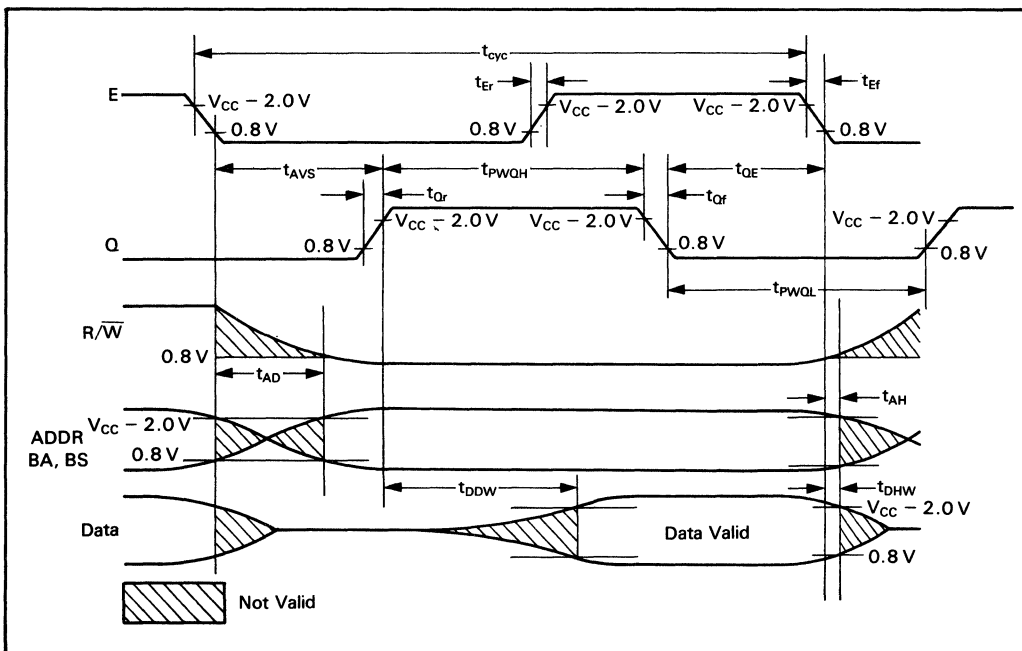 tcyc
tEr
tEf
E
VCC − 2.0 V
VCC − 2.0 V
VCC − 2.0 V
0.8 V
0.8 V
0.8 V
tAVS
tPWQH
tQE
tQr
tQf
VCC − 2.0 V
VCC − 2.0 V
VCC − 2.0 V
Q
0.8 V
0.8 V
0.8 V
tPWQL
R/W̅
0.8 V
tAD
tAH
ADDR
BA, BS
VCC − 2.0 V
0.8 V
tDDW
tDHW
VCC − 2.0 V
Data
Data Valid
0.8 V
Not Valid